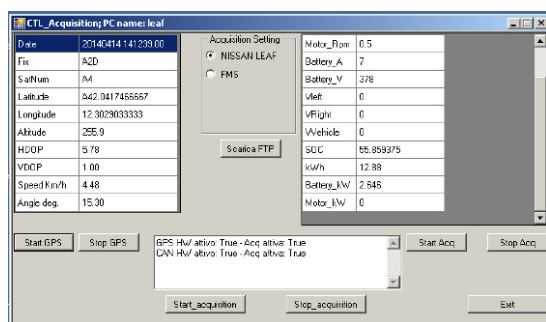 CTL_Acquisition; PC name: leaf
Date 20140414.141239.00
Fix A2D
SatNum A4
Latitude A42.0417466667
Longitude 12.3029033333
Altitude 255.9
HDOP 5.78
VDOP 1.00
Speed Km/h 4.48
Angle deg. 15.30
Acquisition Setting
NISSAN LEAF
FMS
Scarica FTP
Motor_Rpm 0.5
Battery_A 7
Battery_V 378
Vleft 0
VRight 0
VVehicle 0
SOC 55.859375
kWh 12.88
Battery_kW 2.646
Motor_kW 0
Start GPS
Stop GPS
GPS HW attivo: True - Acq attiva: True
CAN HW attivo: True - Acq attiva: True
Start Acq
Stop Acq
Start_acquisition
Stop_acquisition
Exit